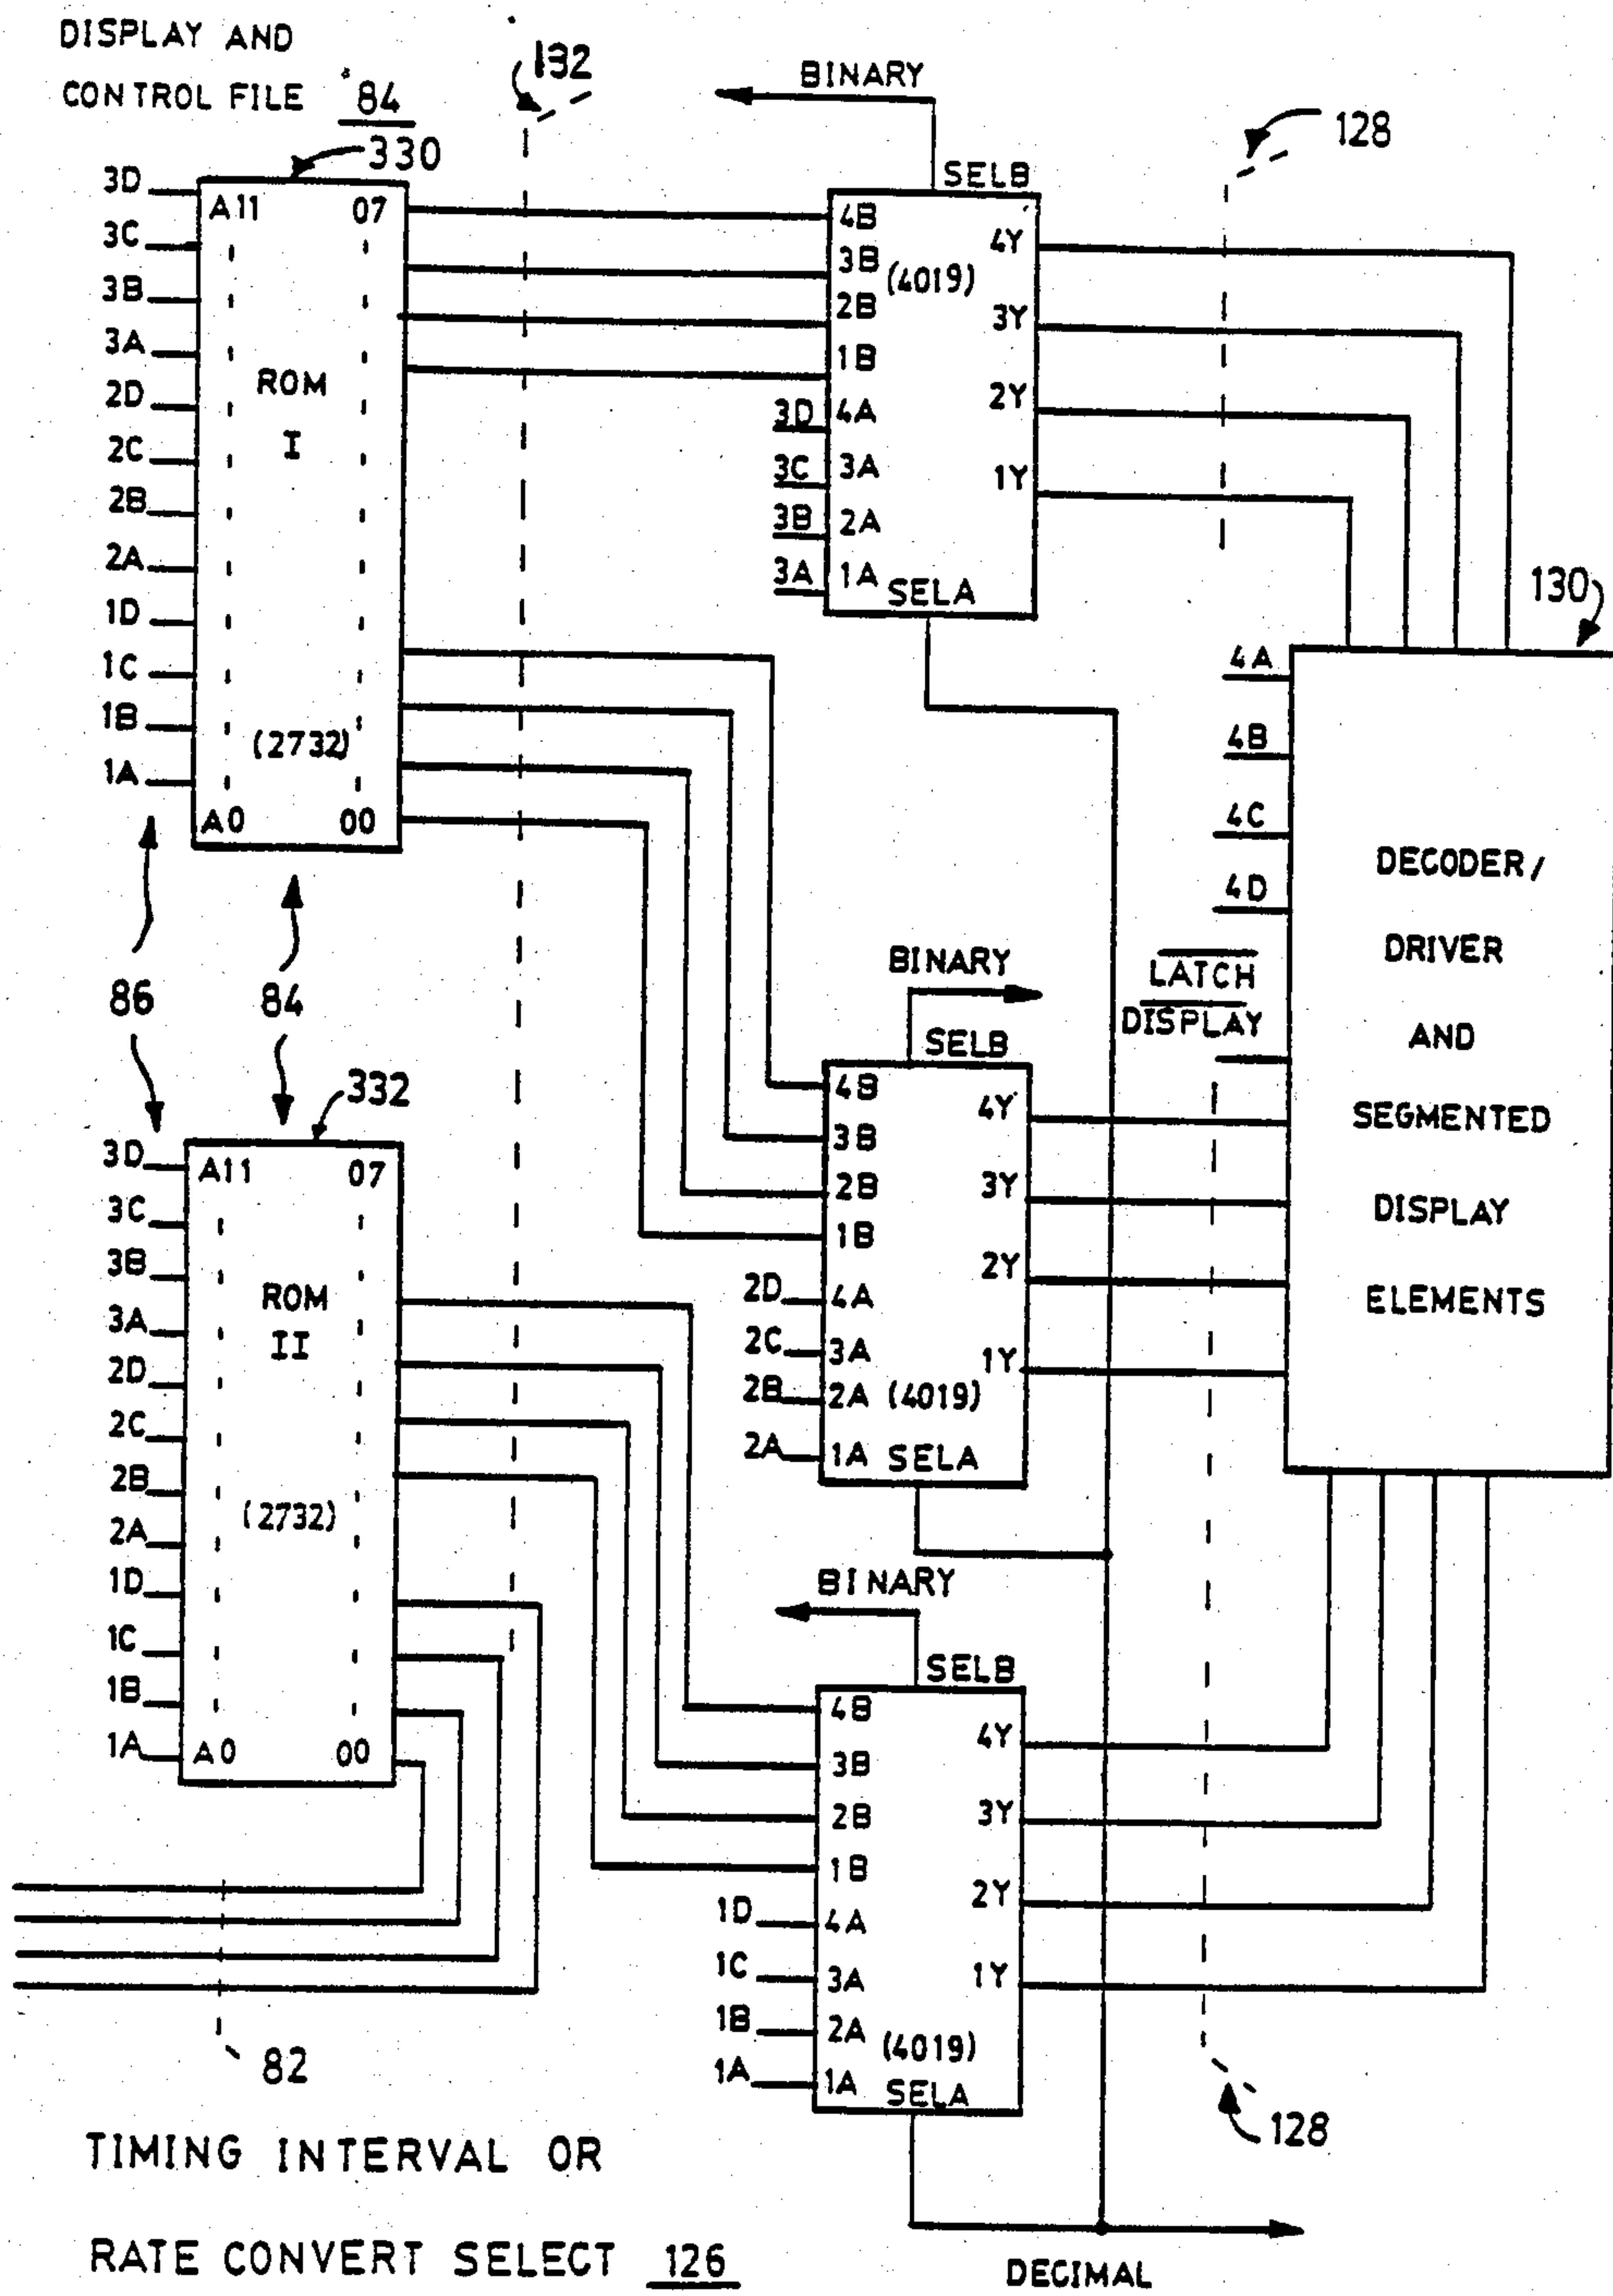 DISPLAY AND
CONTROL FILE 84
132
BINARY
128
330
SELB
3D
3C
3B
3A
2D
2C
2B
2A
1D
1C
1B
1A
A11 07
ROM
I
(2732)
A0 00
4B
3B
(4019)
2B
1B
3D 4A
3C 3A
3B 2A
3A 1A
SELA
4Y
3Y
2Y
1Y
130
4A
4B
4C
4D
LATCH
DISPLAY
DECODER/
DRIVER
AND
SEGMENTED
DISPLAY
ELEMENTS
86
84
332
3D
3C
3B
3A
2D
2C
2B
2A
1D
1C
1B
1A
A11 07
ROM
II
(2732)
A0 00
BINARY
SELB
4B
3B
2B
1B
2D 4A
2C 3A
2B 2A (4019)
2A 1A SELA
4Y
3Y
2Y
1Y
BINARY
SELB
4B
3B
2B
1B
1D 4A
1C 3A
1B 2A (4019)
1A 1A SELA
4Y
3Y
2Y
1Y
82
128
TIMING INTERVAL OR
RATE CONVERT SELECT 126
DECIMAL